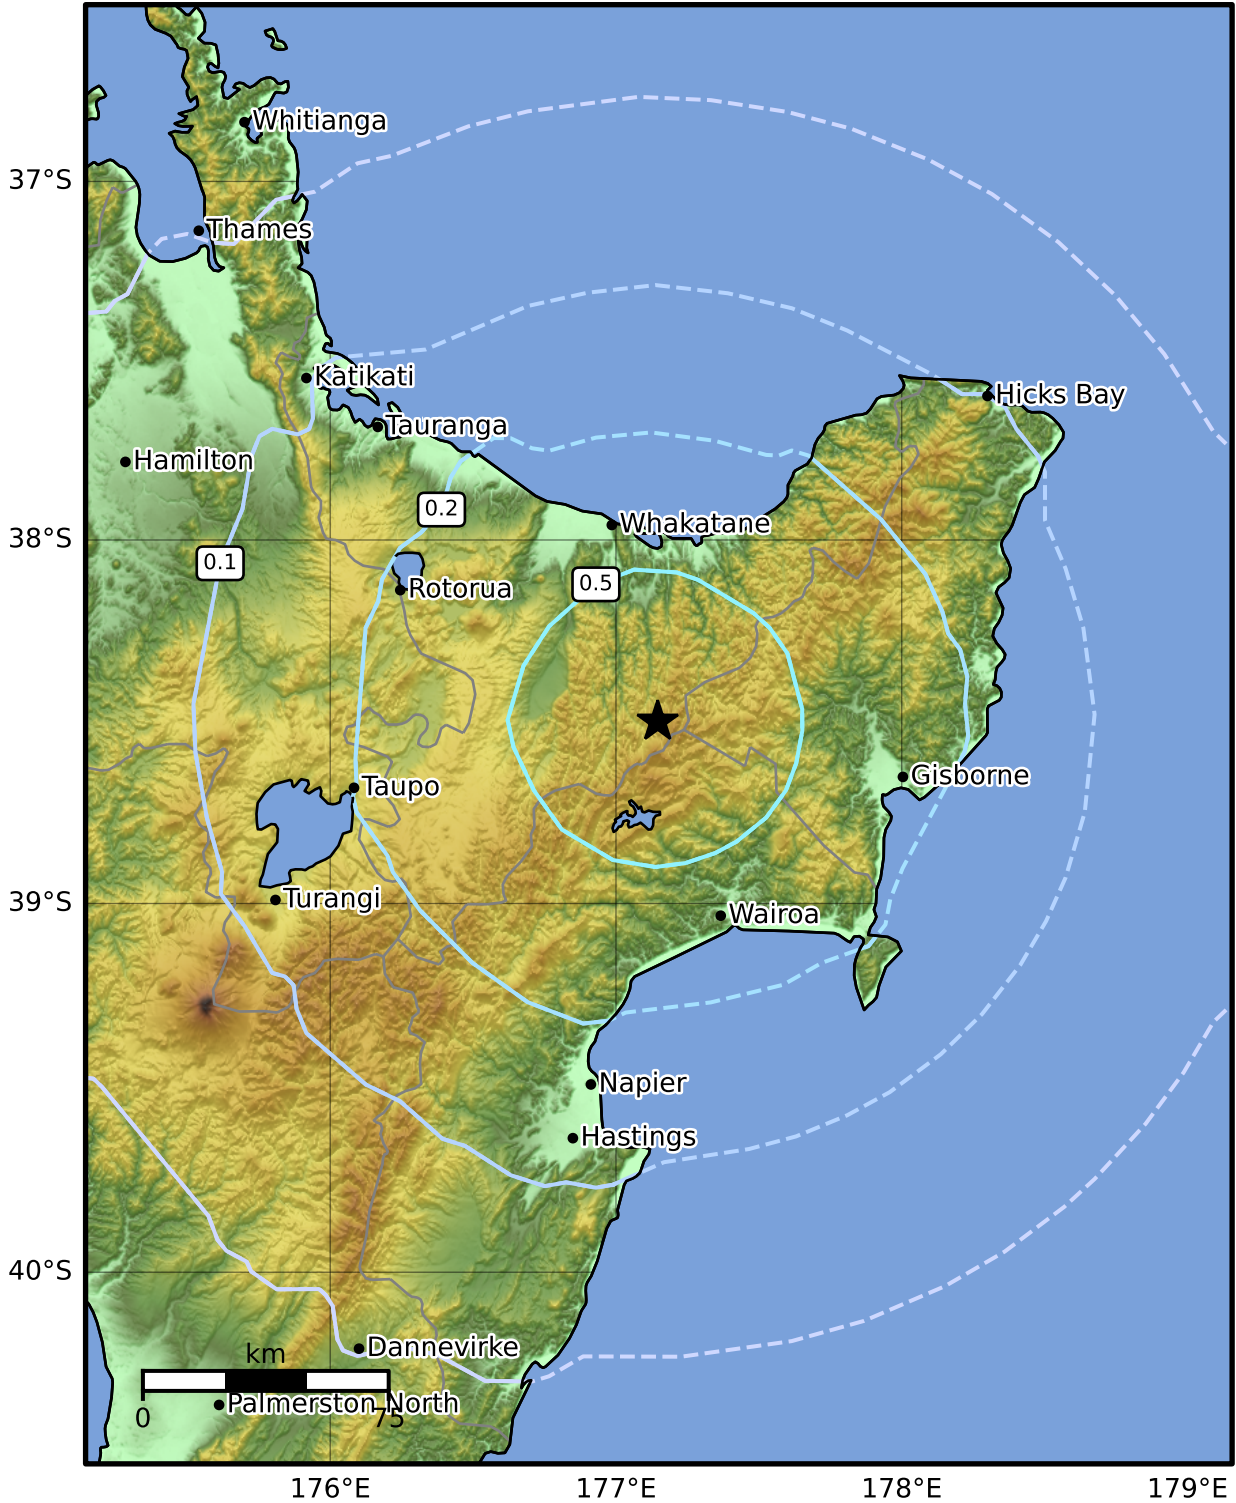 Whitianga
37°S
Thames
Katikati
Hicks Bay
Tauranga
Hamilton
0.2
Whakatane
38°S
0.1
0.5
Rotorua
Gisborne
Taupo
Turangi
39°S
Wairoa
Napier
Hastings
40°S
Dannevirke
km
Palmerston North
0
75
176°E
177°E
178°E
179°E